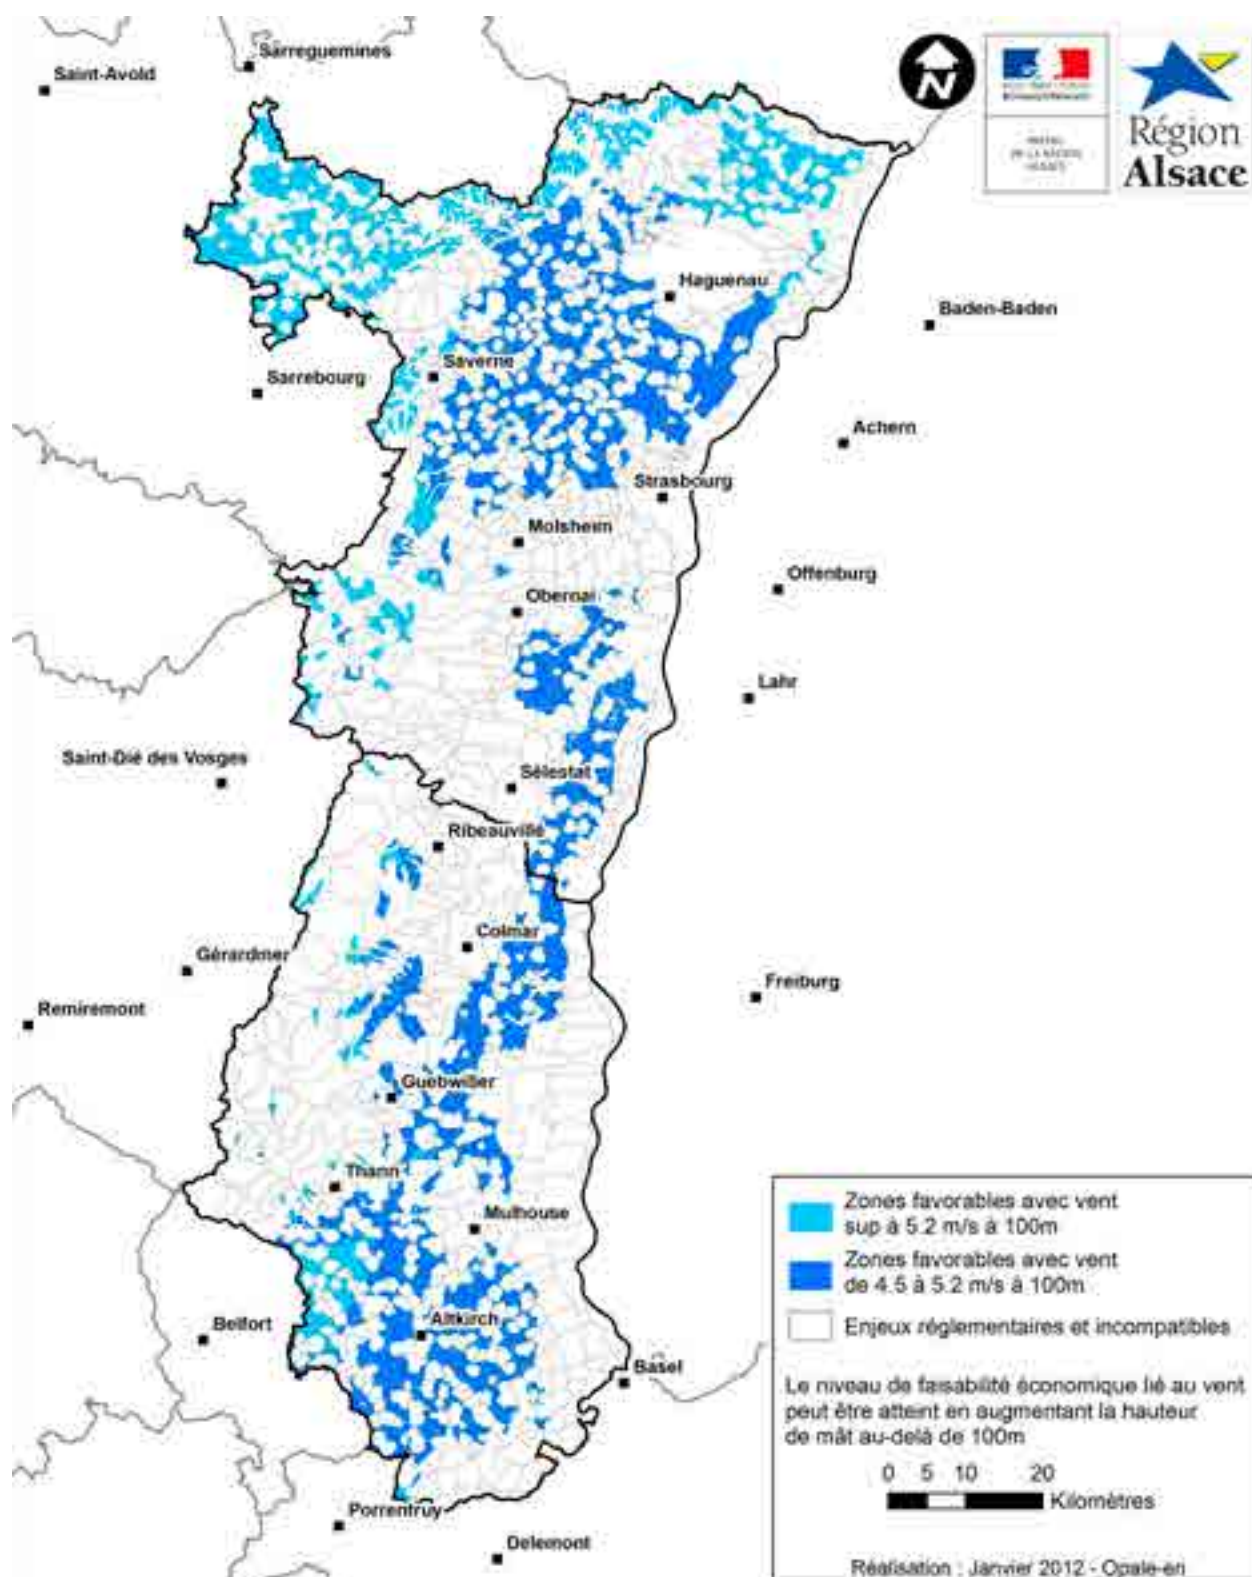 Sarreguemines
Saint-Avold
N
Région
Alsace
Haguenau
Baden-Baden
Saverne
Sarrebourg
Achern
Strasbourg
Molsheim
Offenburg
Obernai
Lahr
Saint-Dié des Vosges
Sélestat
Ribeauvillé
Colmar
Gérardmer
Freiburg
Remiremont
Guebwiller
Thann
Mulhouse
Belfort
Altkirch
Basel
Porrentruy
Delemont
Zones favorables avec vent
sup à 5.2 m/s à 100m
Zones favorables avec vent
de 4.5 à 5.2 m/s à 100m
Enjeux réglementaires et incompatibles
Le niveau de faisabilité économique lié au vent
peut être atteint en augmentant la hauteur
de mât au-delà de 100m
0 5 10 20
Kilomètres
Réalisation : Janvier 2012 - Opale-en